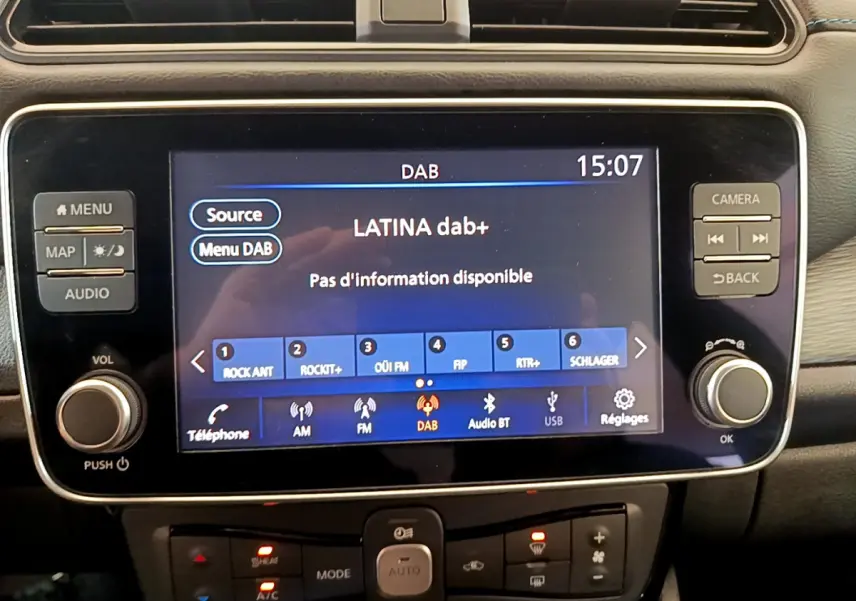 DAB
15:07
Source
Menu DAB
LATINA dab+
Pas d'information disponible
1 ROCK ANT
2 ROCKIT+
3 OÜI FM
4 FIP
5 RTR+
6 SCHLAGER
Téléphone
AM
FM
DAB
Audio BT
USB
Réglages
MENU
MAP
AUDIO
VOL
PUSH
CAMERA
BACK
OK
S-HEAT
A/C
MODE
AUTO
+
-